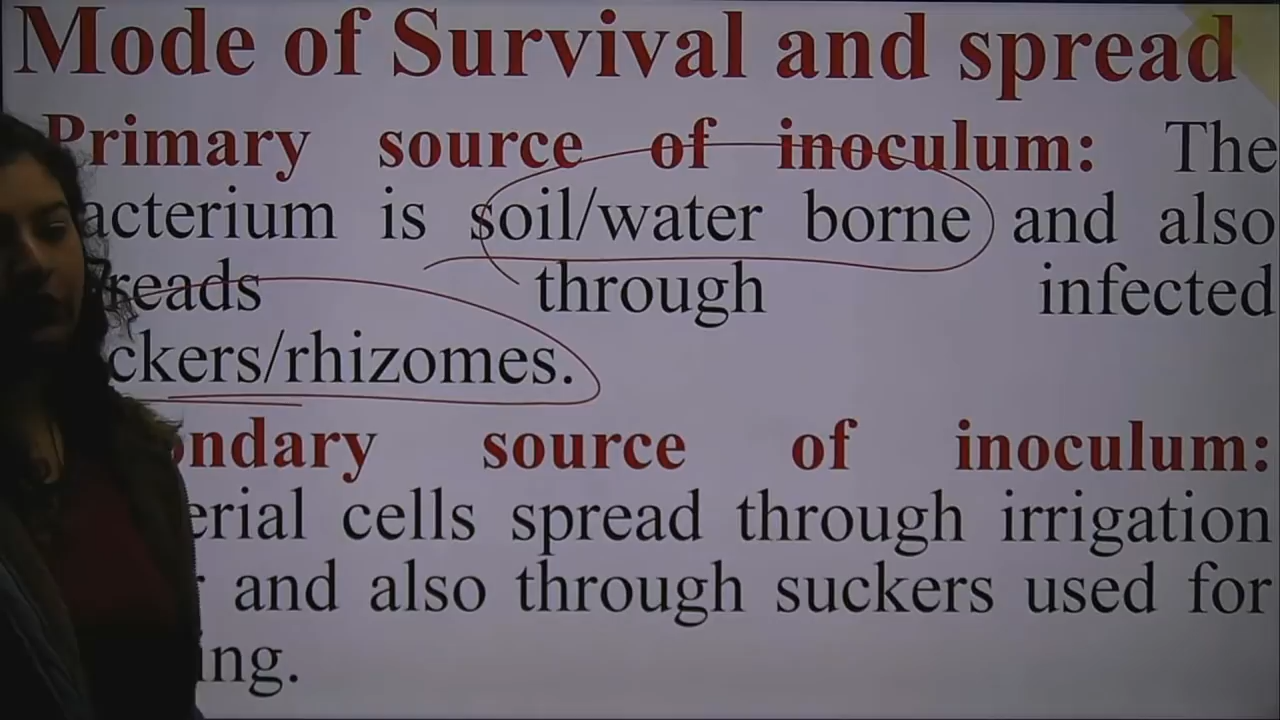 Mode of Survival and spread
Primary source of inoculum: The
acterium is soil/water borne and also
reads through infected
ckers/rhizomes.
ondary source of inoculum:
erial cells spread through irrigation
and also through suckers used for
ing.